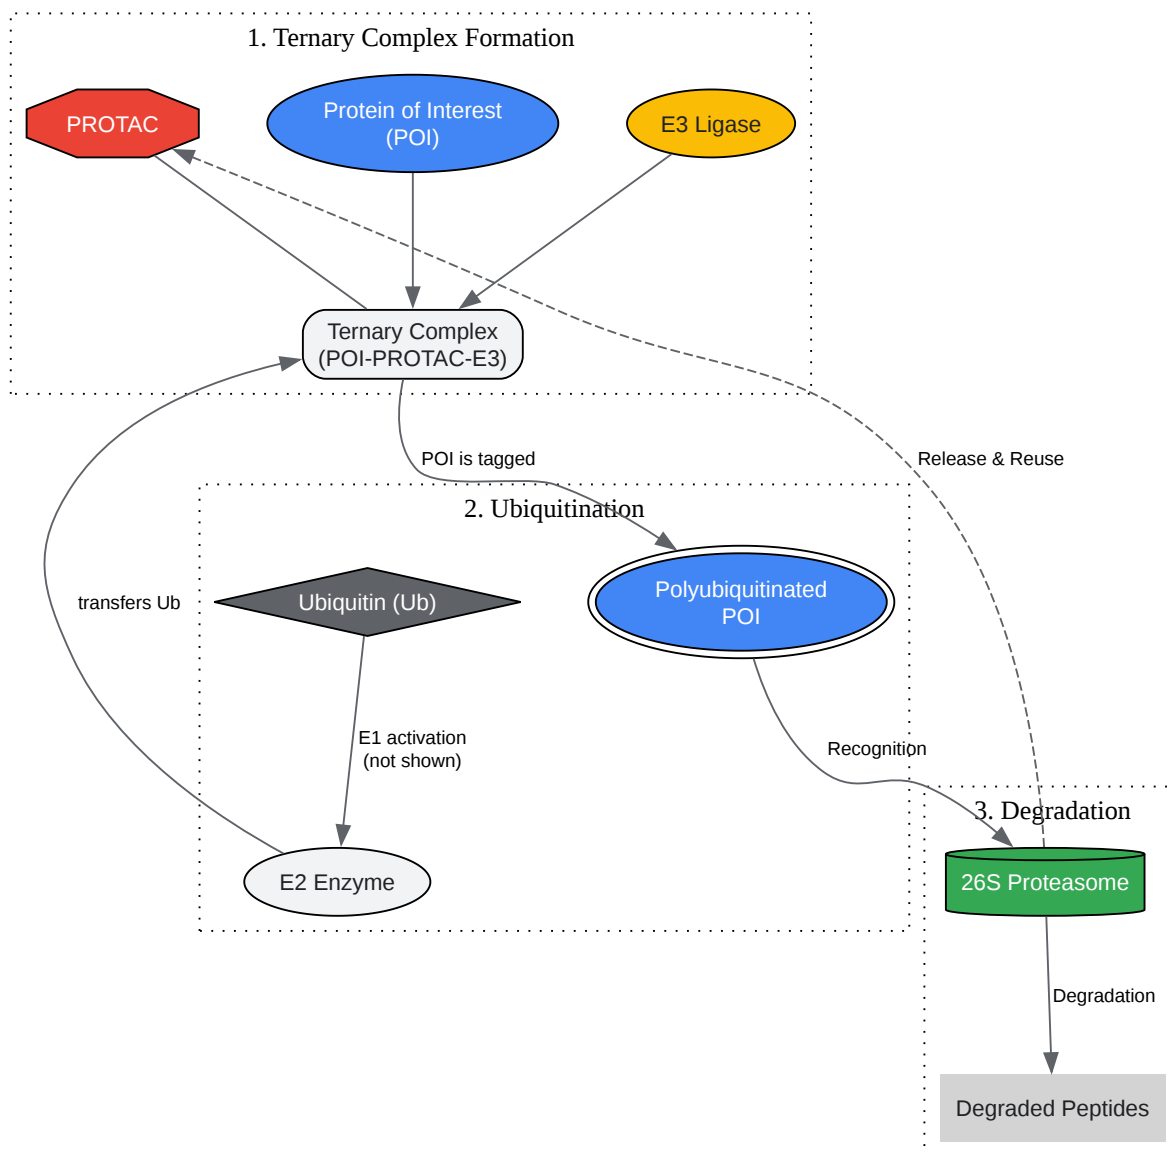 1. Ternary Complex Formation
PROTAC
Protein of Interest
(POI)
E3 Ligase
Ternary Complex
(POI-PROTAC-E3)
POI is tagged
Release & Reuse
2. Ubiquitination
transfers Ub
Ubiquitin (Ub)
Polyubiquitinated
POI
E1 activation
(not shown)
Recognition
3. Degradation
E2 Enzyme
26S Proteasome
Degradation
Degraded Peptides